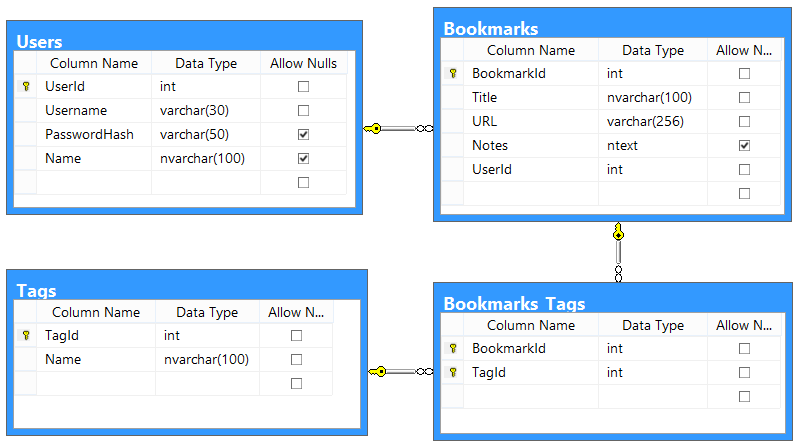 Users
Column Name Data Type Allow Nulls
UserId int
Username varchar(30)
PasswordHash varchar(50)
Name nvarchar(100)
Bookmarks
Column Name Data Type Allow N...
BookmarkId int
Title nvarchar(100)
URL varchar(256)
Notes ntext
UserId int
Tags
Column Name Data Type Allow N...
TagId int
Name nvarchar(100)
Bookmarks_Tags
Column Name Data Type Allow N...
BookmarkId int
TagId int